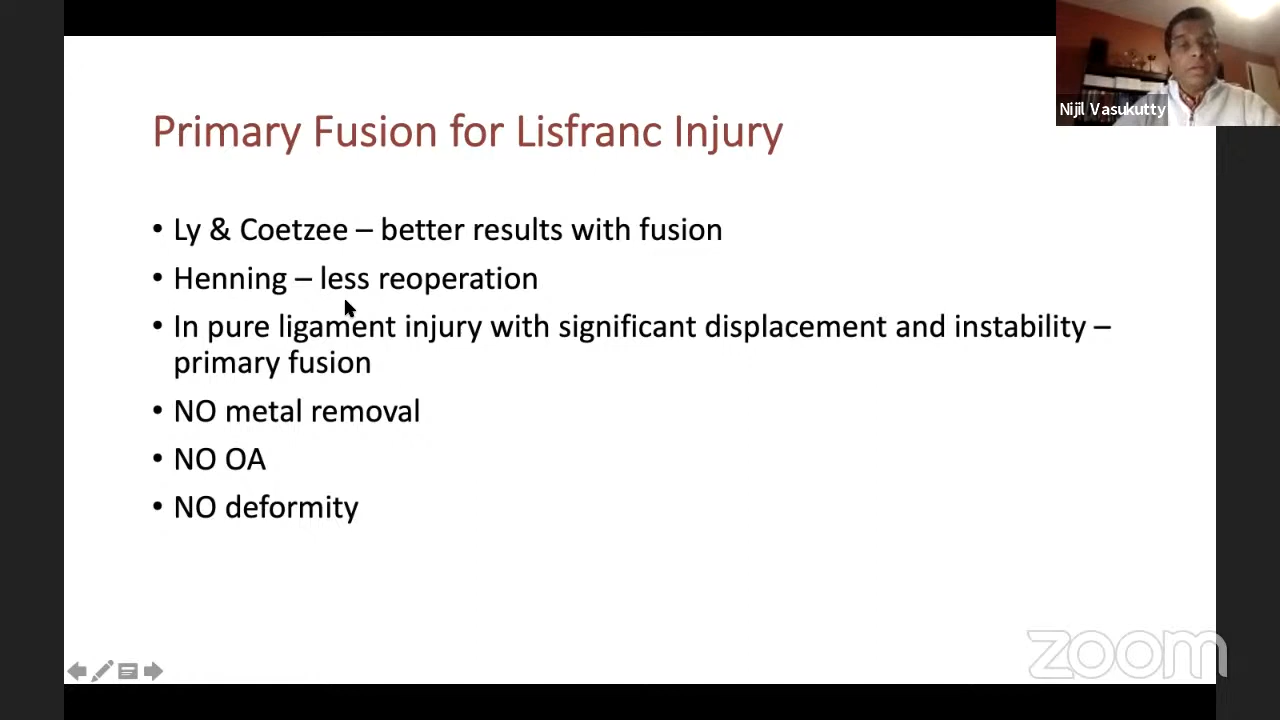 Nijil Vasukutty
Primary Fusion for Lisfranc Injury
• Ly & Coetzee – better results with fusion
• Henning – less reoperation
• In pure ligament injury with significant displacement and instability –
primary fusion
• NO metal removal
• NO OA
• NO deformity
zoom